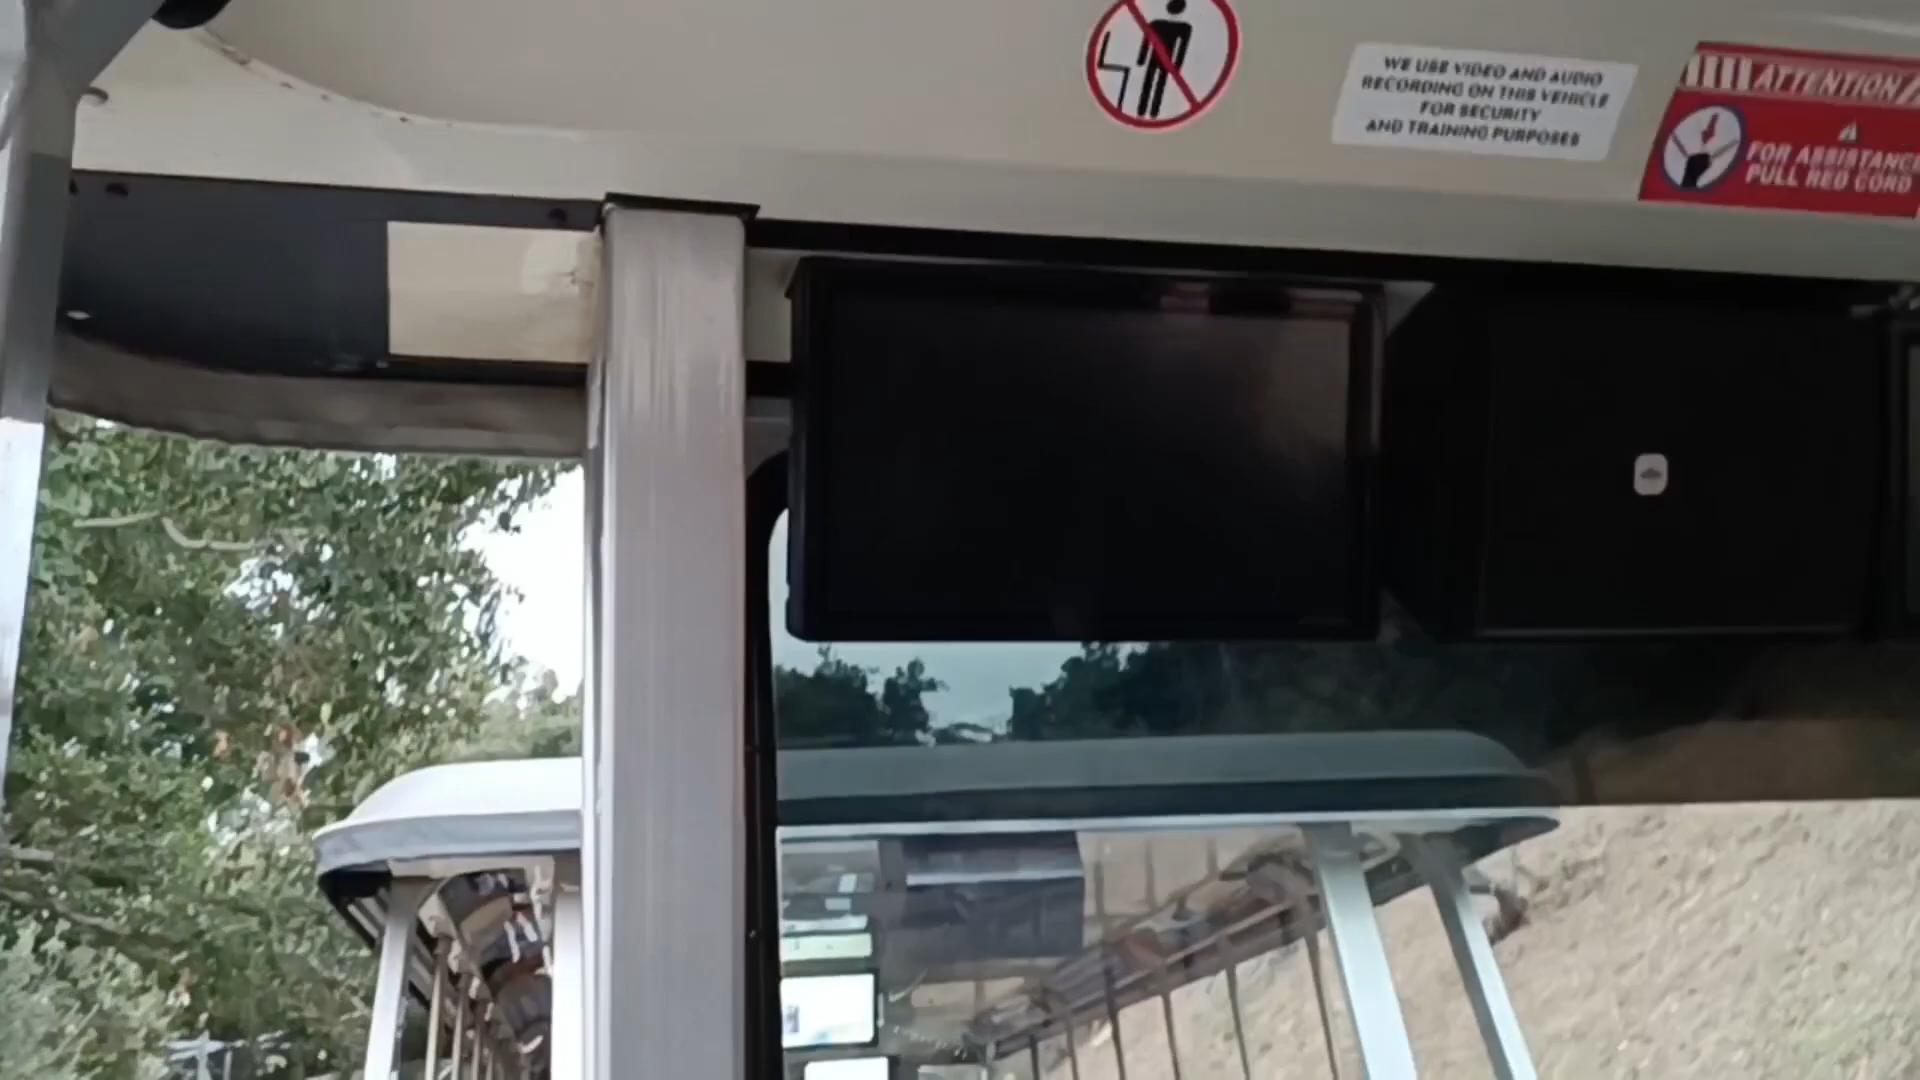 WE USE VIDEO AND AUDIO
RECORDING ON THIS VEHICLE
FOR SECURITY
AND TRAINING PURPOSES
ATTENTION
FOR ASSISTANCE
PULL RED CORD